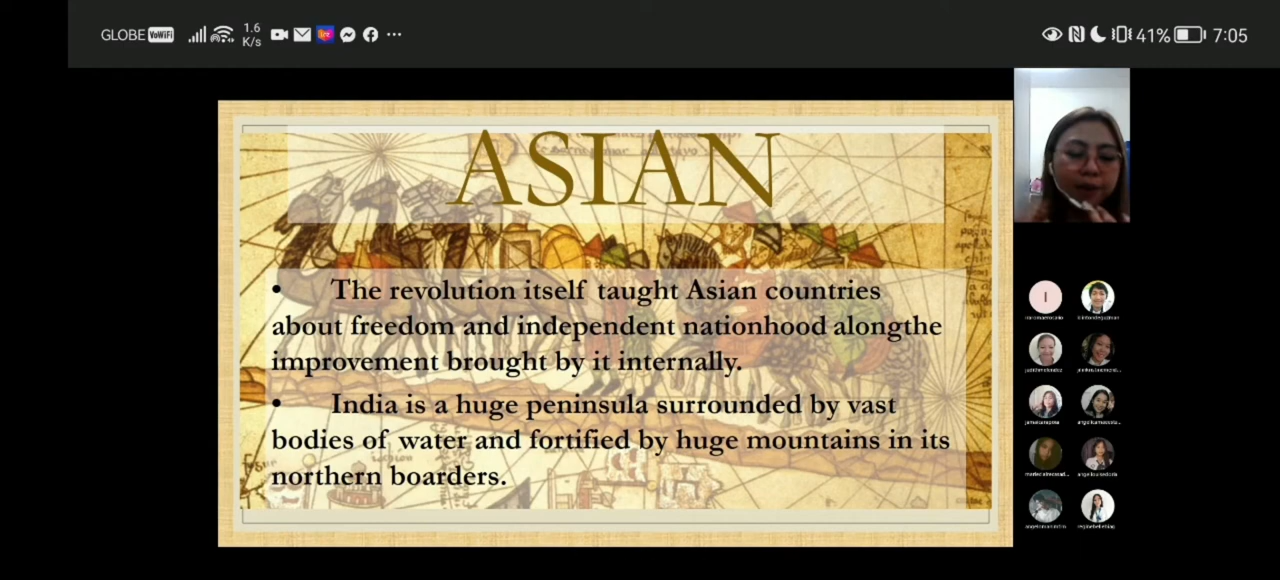 GLOBE VoWiFi 1.6 K/s 41% 7:05
ASIAN
• The revolution itself taught Asian countries
about freedom and independent nationhood alongthe
improvement brought by it internally.
• India is a huge peninsula surrounded by vast
bodies of water and fortified by huge mountains in its
northern boarders.
I